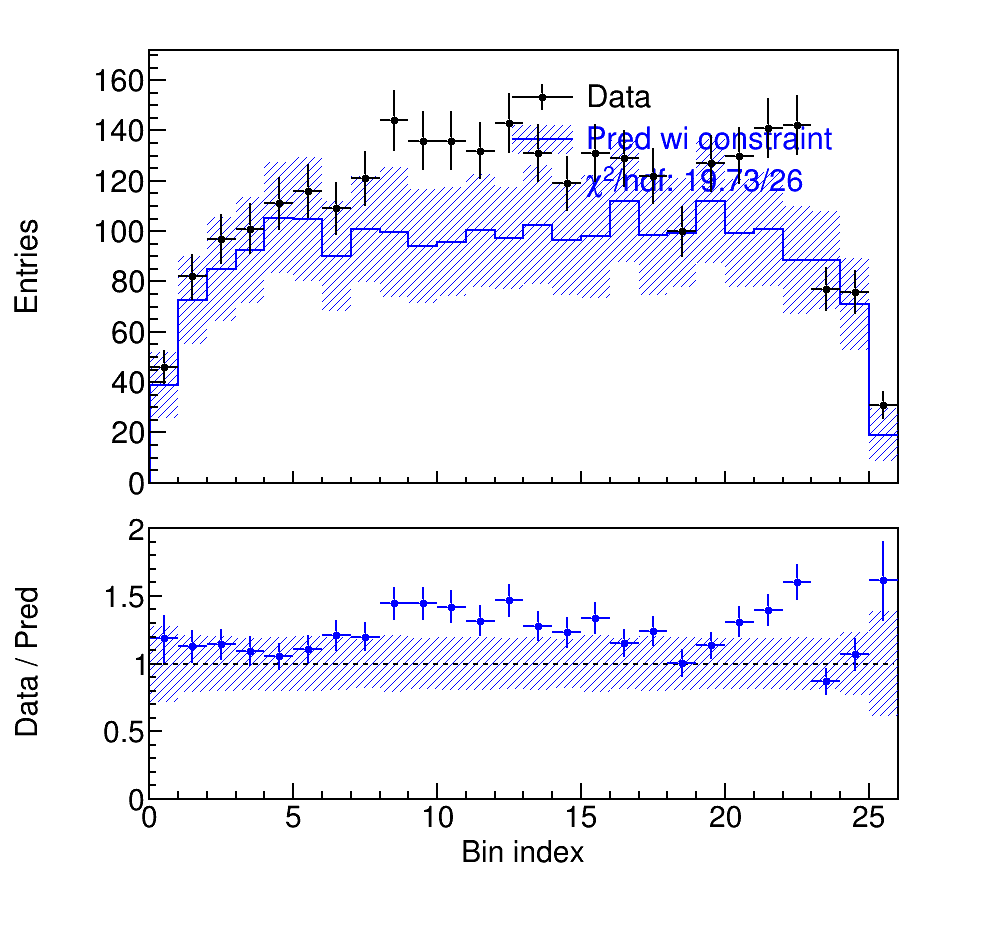 160
140
120
100
80
60
40
20
0
Entries
Data
Pred wi constraint
χ²/ndf: 19.73/26
2
1.5
1
0.5
0
Data / Pred
0 5 10 15 20 25
Bin index